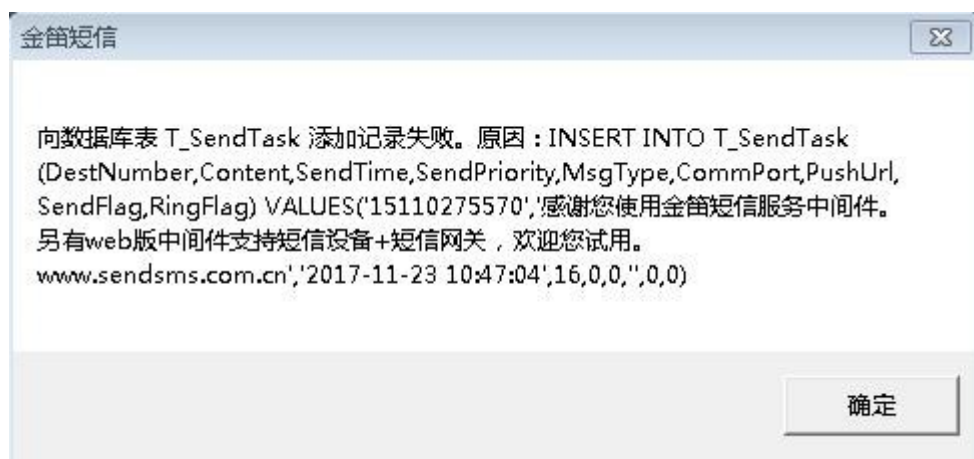 金笛短信
向数据库表 T_SendTask 添加记录失败。原因：INSERT INTO T_SendTask
(DestNumber,Content,SendTime,SendPriority,MsgType,CommPort,PushUrl,
SendFlag,RingFlag) VALUES('15110275570','感谢您使用金笛短信服务中间件。
另有web版中间件支持短信设备+短信网关，欢迎您试用。
www.sendsms.com.cn','2017-11-23 10:47:04',16,0,0,'',0,0)
确定